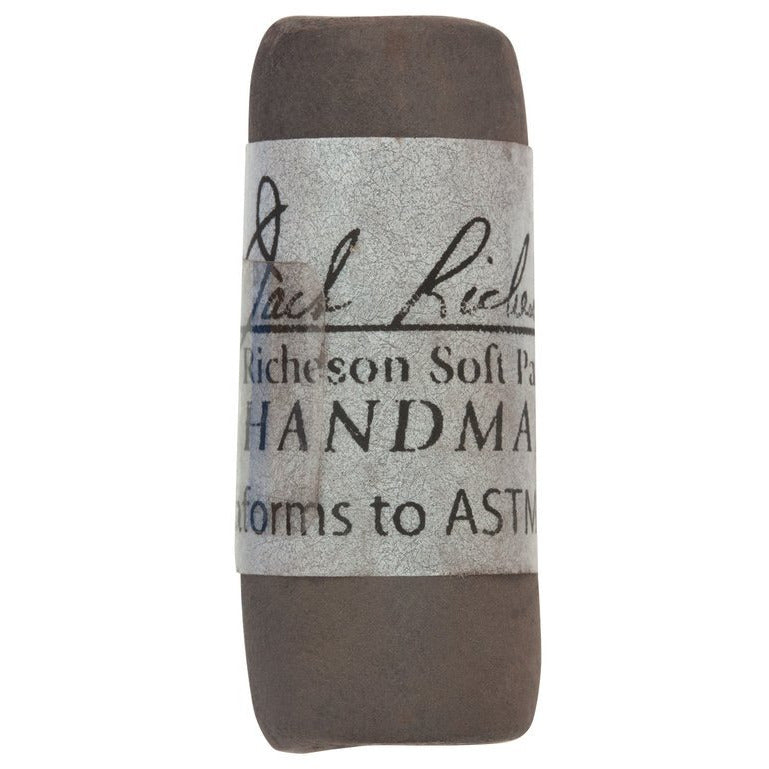 Jack Riches
Richeson Soft Pa
HANDMA
nforms to ASTM